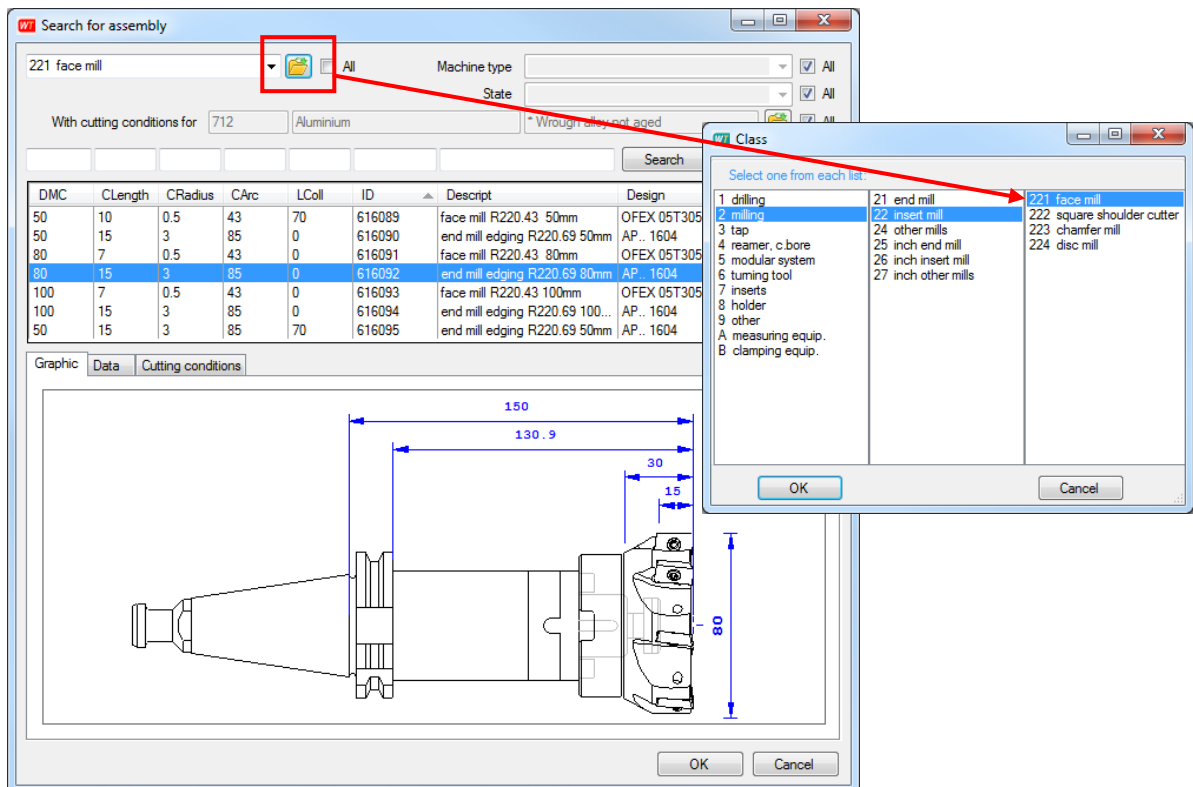 WT Search for assembly
221 face mill
All
Machine type
All
State
All
With cutting conditions for 712 Aluminium * Wrough alloy not aged
Search
DMC CLength CRadius CArc LColl ID Descript Design
50 10 0.5 43 70 616089 face mill R220.43 50mm OFEX 05T305
50 15 3 85 0 616090 end mill edging R220.69 50mm AP.. 1604
80 7 0.5 43 0 616091 face mill R220.43 80mm OFEX 05T305
80 15 3 85 0 616092 end mill edging R220.69 80mm AP.. 1604
100 7 0.5 43 0 616093 face mill R220.43 100mm OFEX 05T305
100 15 3 85 0 616094 end mill edging R220.69 100... AP.. 1604
50 15 3 85 70 616095 end mill edging R220.69 50mm AP.. 1604
Graphic Data Cutting conditions
150
130.9
30
15
80
OK Cancel
WT Class
Select one from each list:
1 drilling
2 milling
3 tap
4 reamer, c.bore
5 modular system
6 turning tool
7 inserts
8 holder
9 other
A measuring equip.
B clamping equip.
21 end mill
22 insert mill
24 other mills
25 inch end mill
26 inch insert mill
27 inch other mills
221 face mill
222 square shoulder cutter
223 chamfer mill
224 disc mill
OK Cancel